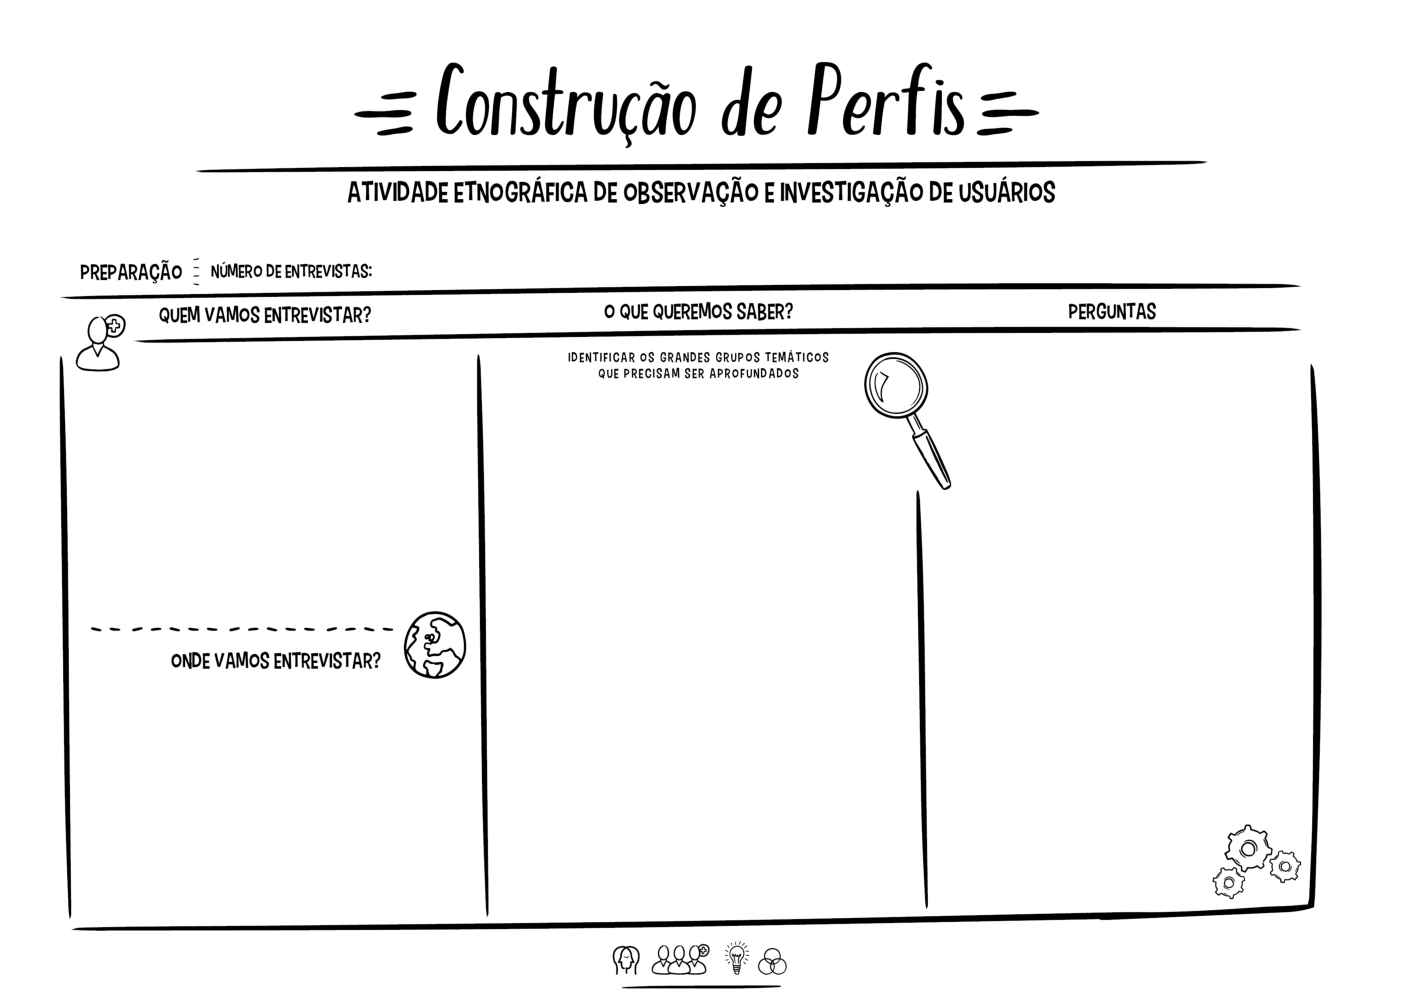 Construção de Perfis
ATIVIDADE ETNOGRÁFICA DE OBSERVAÇÃO E INVESTIGAÇÃO DE USUÁRIOS
PREPARAÇÃO
NÚMERO DE ENTREVISTAS:
QUEM VAMOS ENTREVISTAR?
O QUE QUEREMOS SABER?
PERGUNTAS
IDENTIFICAR OS GRANDES GRUPOS TEMÁTICOS
QUE PRECISAM SER APROFUNDADOS
ONDE VAMOS ENTREVISTAR?